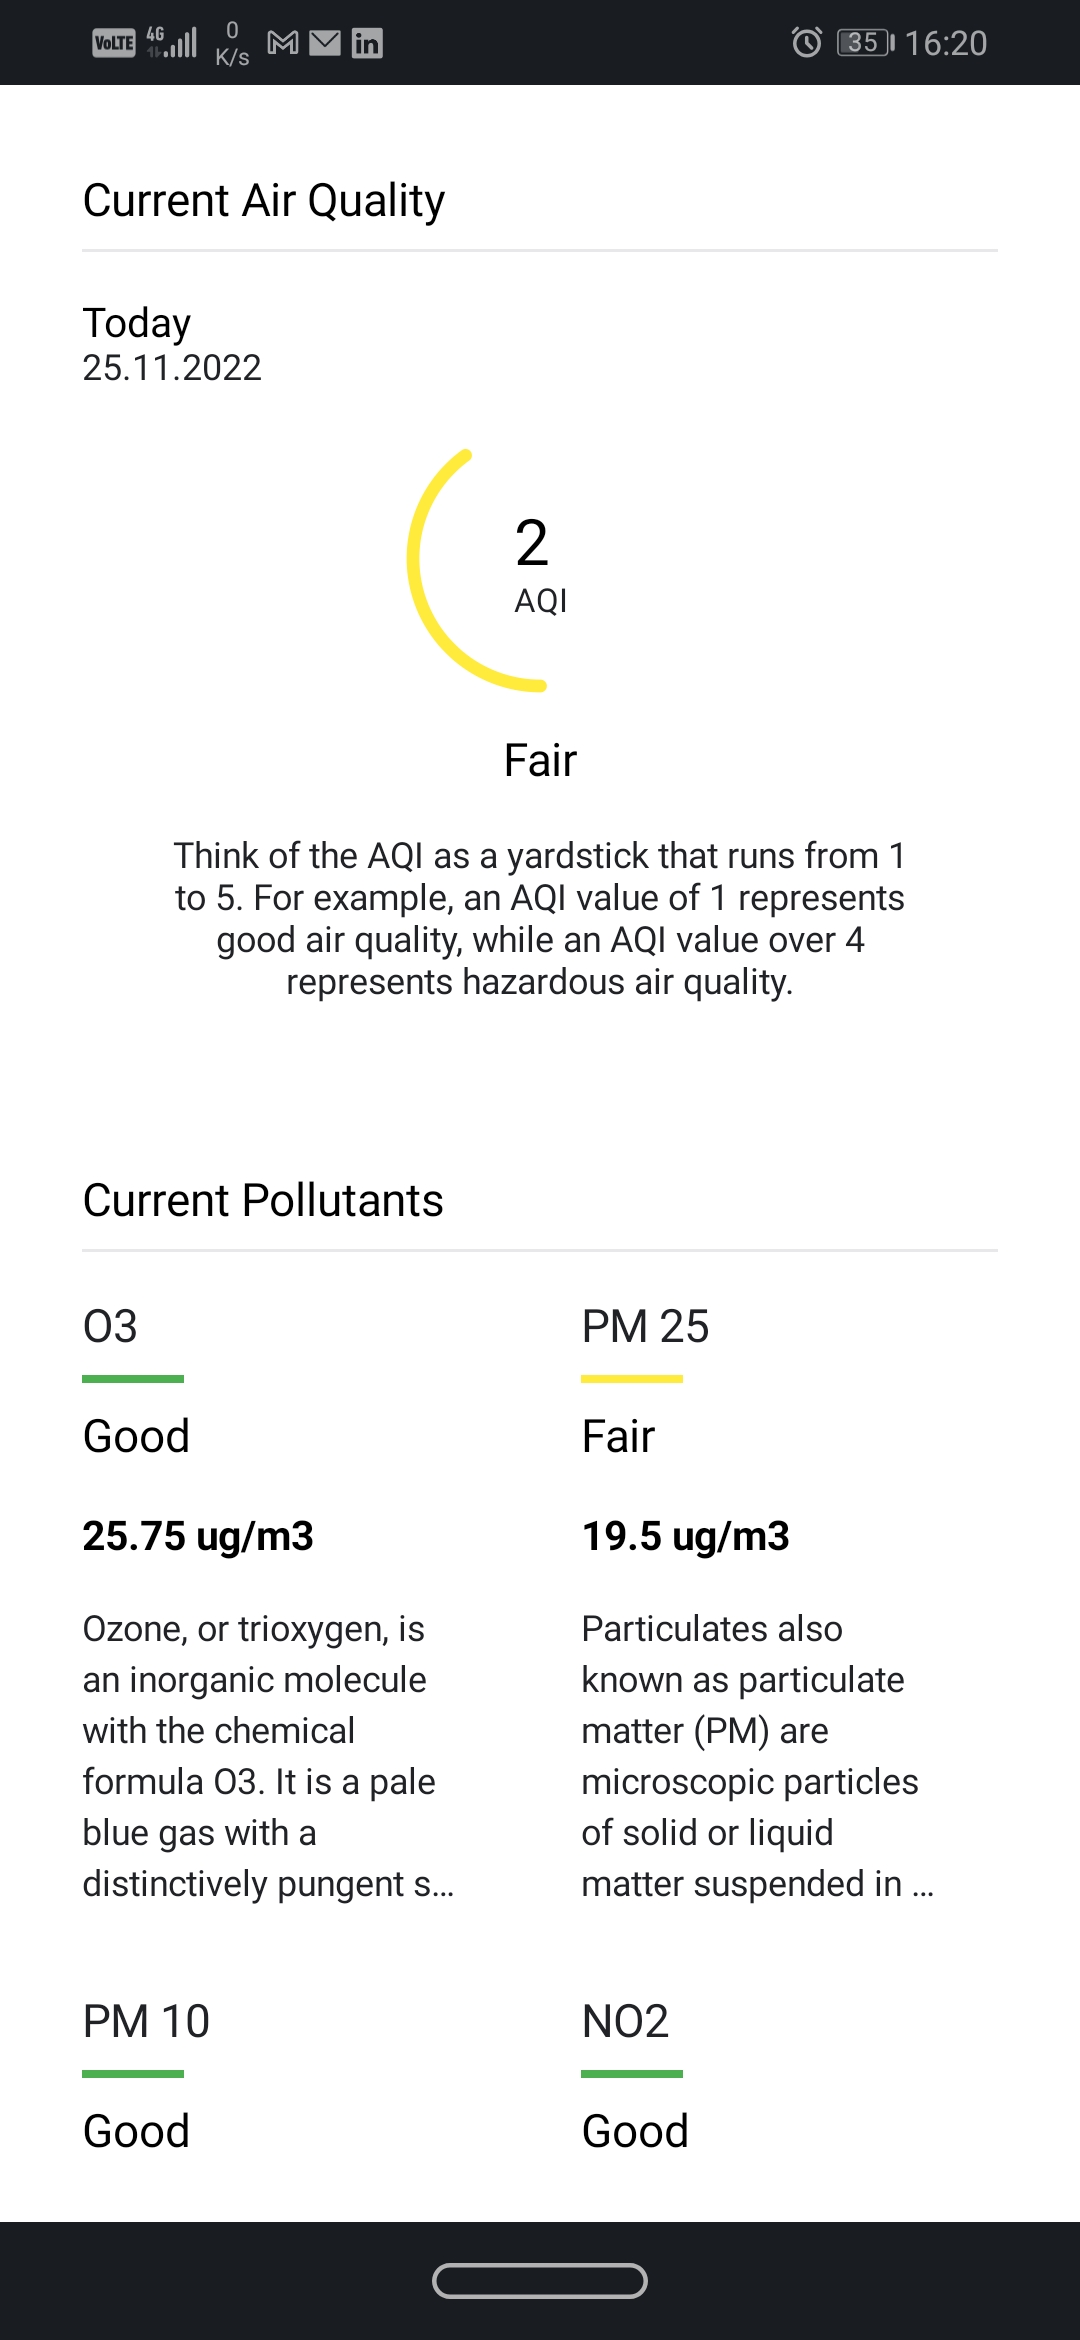 VoLTE 4G 0 K/s in 35 16:20
Current Air Quality
Today
25.11.2022
2
AQI
Fair
Think of the AQI as a yardstick that runs from 1
to 5. For example, an AQI value of 1 represents
good air quality, while an AQI value over 4
represents hazardous air quality.
Current Pollutants
O3
Good
25.75 ug/m3
Ozone, or trioxygen, is
an inorganic molecule
with the chemical
formula O3. It is a pale
blue gas with a
distinctively pungent s...
PM 25
Fair
19.5 ug/m3
Particulates also
known as particulate
matter (PM) are
microscopic particles
of solid or liquid
matter suspended in ...
PM 10
Good
NO2
Good